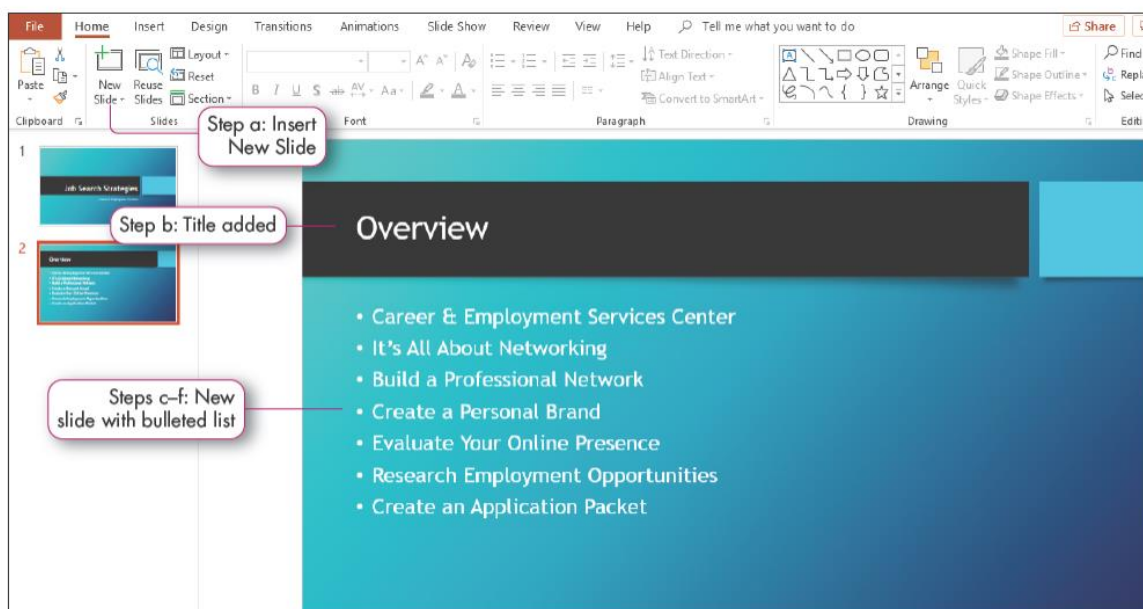 File Home Insert Design Transitions Animations Slide Show Review View Help Tell me what you want to do Share
Paste
New Slide
Reuse Slides
Layout
Reset
Section
B I U S ab AV Aa A
Text Direction
Align Text
Convert to SmartArt
Arrange
Quick Styles
Shape Fill
Shape Outline
Shape Effects
Find
Clipboard Slides Font Paragraph Drawing
Step a: Insert
New Slide
1
Job Search Strategies
Step b: Title added
2
Overview
Overview
• Career & Employment Services Center
• It's All About Networking
• Build a Professional Network
• Create a Personal Brand
• Evaluate Your Online Presence
• Research Employment Opportunities
• Create an Application Packet
Steps c–f: New
slide with bulleted list